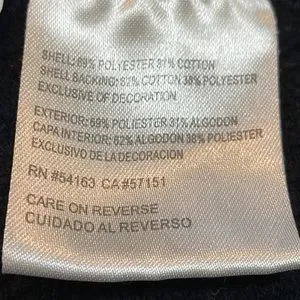 SHELL: 69% POLYESTER 31% COTTON
SHELL BACKING: 62% COTTON 38% POLYESTER
EXCLUSIVE OF DECORATION
EXTERIOR: 69% POLIESTER 31% ALGODON
CAPA INTERIOR: 62% ALGODON 38% POLIESTER
EXCLUSIVO DE LA DECORACION
RN #54163 CA #57151
CARE ON REVERSE
CUIDADO AL REVERSO